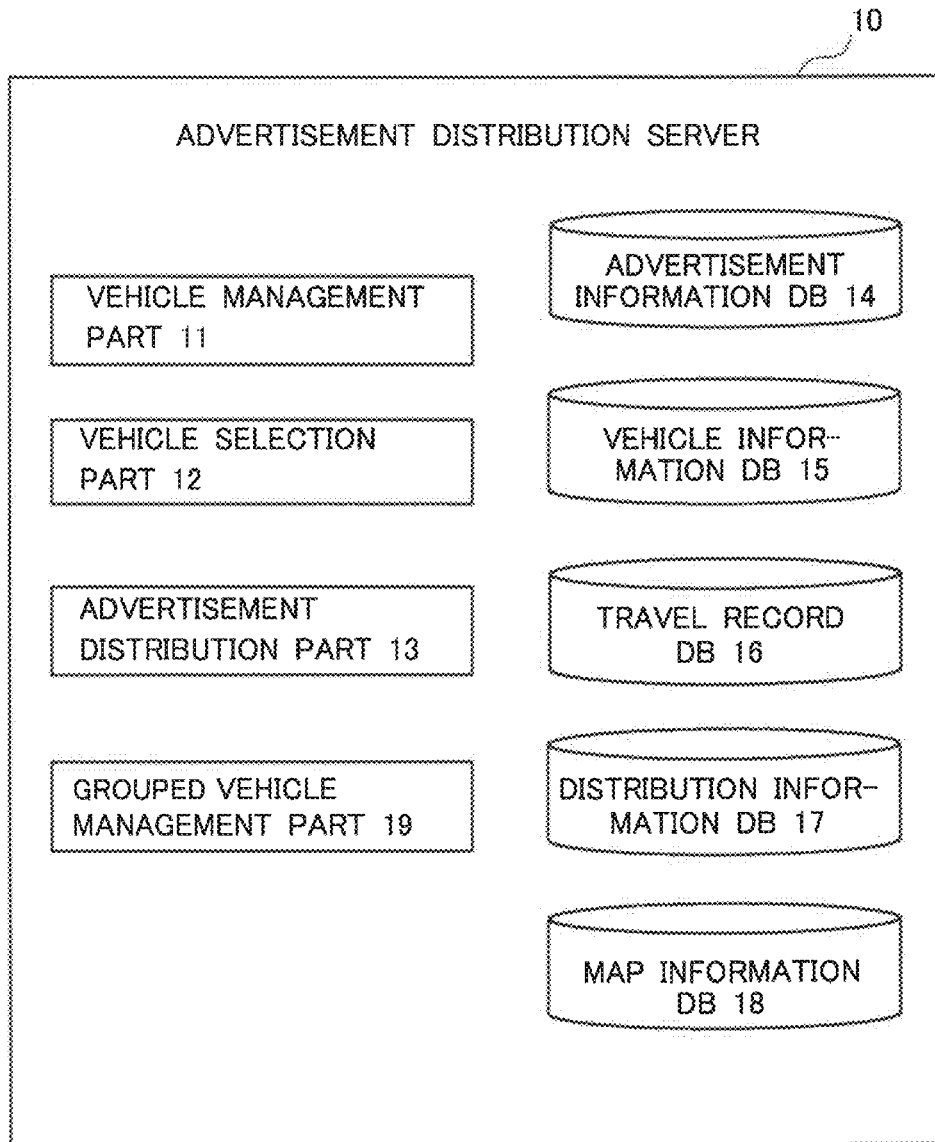 10
ADVERTISEMENT DISTRIBUTION SERVER
VEHICLE MANAGEMENT
PART 11
VEHICLE SELECTION
PART 12
ADVERTISEMENT
DISTRIBUTION PART 13
GROUPED VEHICLE
MANAGEMENT PART 19
ADVERTISEMENT
INFORMATION DB 14
VEHICLE INFOR-
MATION DB 15
TRAVEL RECORD
DB 16
DISTRIBUTION INFOR-
MATION DB 17
MAP INFORMATION
DB 18